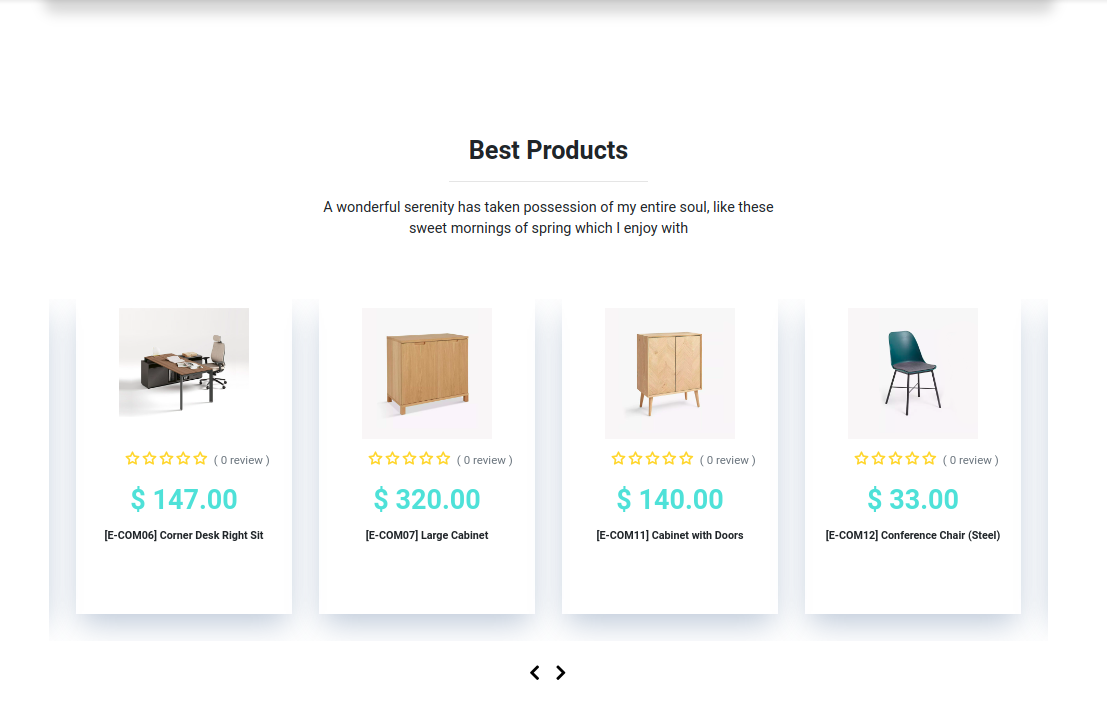 Best Products
A wonderful serenity has taken possession of my entire soul, like these
sweet mornings of spring which I enjoy with
( 0 review )
$ 147.00
[E-COM06] Corner Desk Right Sit
( 0 review )
$ 320.00
[E-COM07] Large Cabinet
( 0 review )
$ 140.00
[E-COM11] Cabinet with Doors
( 0 review )
$ 33.00
[E-COM12] Conference Chair (Steel)